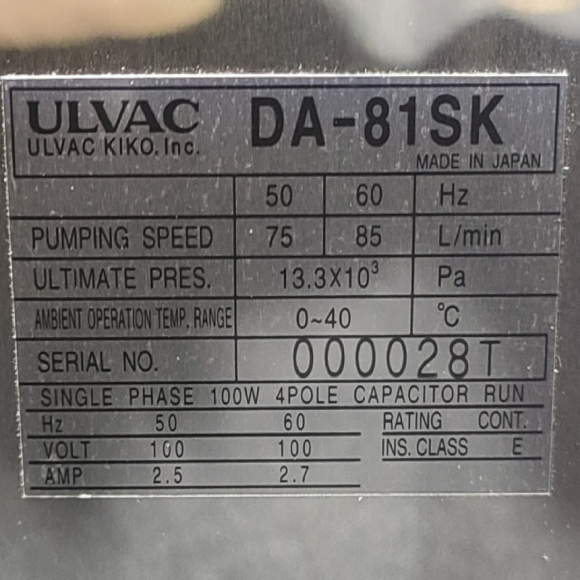 ULVAC DA-81SK
ULVAC KIKO. Inc.
MADE IN JAPAN
50 60 Hz
PUMPING SPEED 75 85 L/min
ULTIMATE PRES. 13.3X10³ Pa
AMBIENT OPERATION TEMP. RANGE 0~40 °C
SERIAL NO. 000028T
SINGLE PHASE 100W 4POLE CAPACITOR RUN
Hz 50 60 RATING CONT.
VOLT 100 100 INS. CLASS E
AMP 2.5 2.7